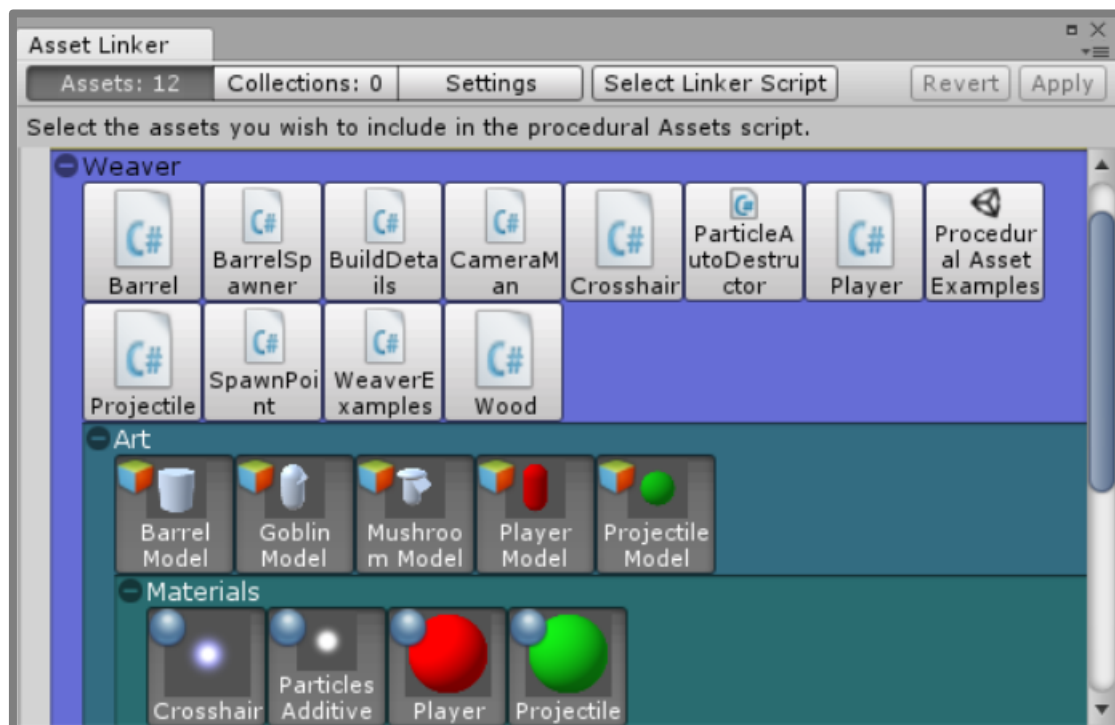 Asset Linker
Assets: 12 Collections: 0 Settings Select Linker Script Revert Apply
Select the assets you wish to include in the procedural Assets script.
Weaver
C# C# C# C# C# C# C#
Barrel
BarrelSp
awner
BuildDeta
ils
CameraM
an
Crosshair
ParticleA
utoDestru
ctor
Player
Procedur
al Asset
Examples
C# C# C# C#
Projectile
SpawnPoi
nt
WeaverE
xamples
Wood
Art
Barrel
Model
Goblin
Model
Mushroo
m Model
Player
Model
Projectile
Model
Materials
Crosshair
Particles
Additive
Player
Projectile